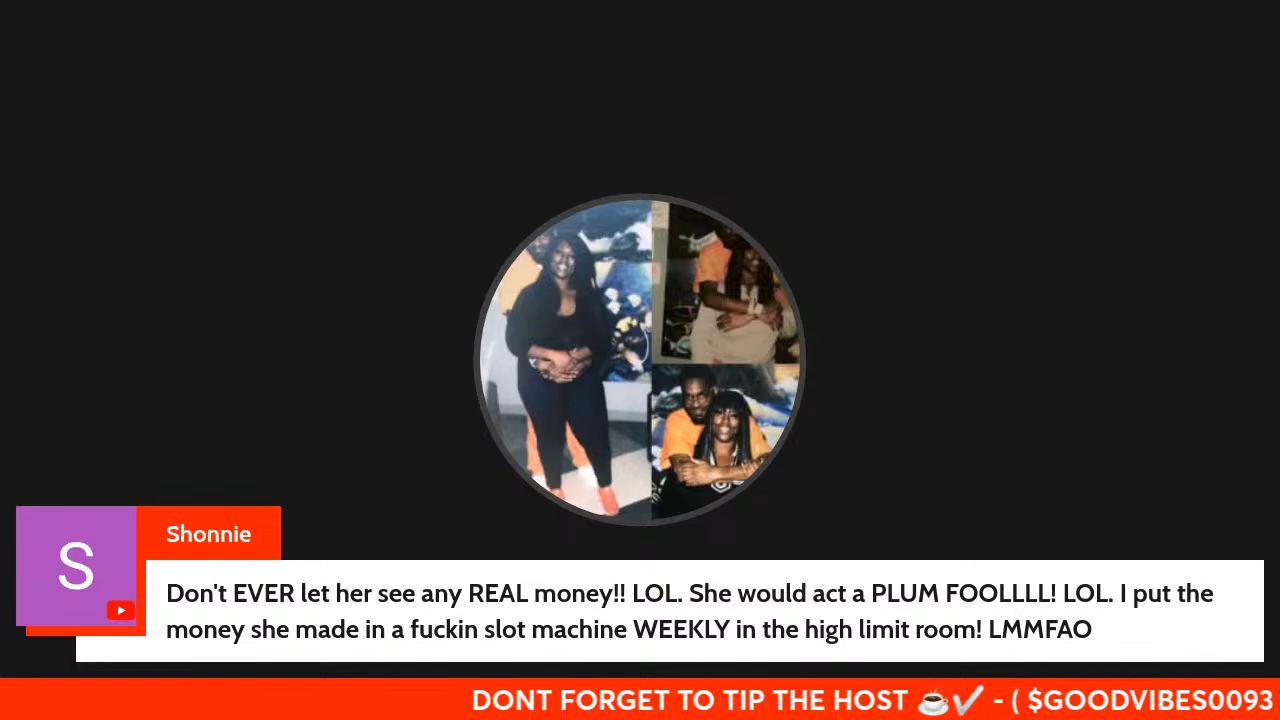 S
Shonnie
Don't EVER let her see any REAL money!! LOL. She would act a PLUM FOOLLLL! LOL. I put the
money she made in a fuckin slot machine WEEKLY in the high limit room! LMMFAO
DONT FORGET TO TIP THE HOST ☕✔ - ( $GOODVIBES0093